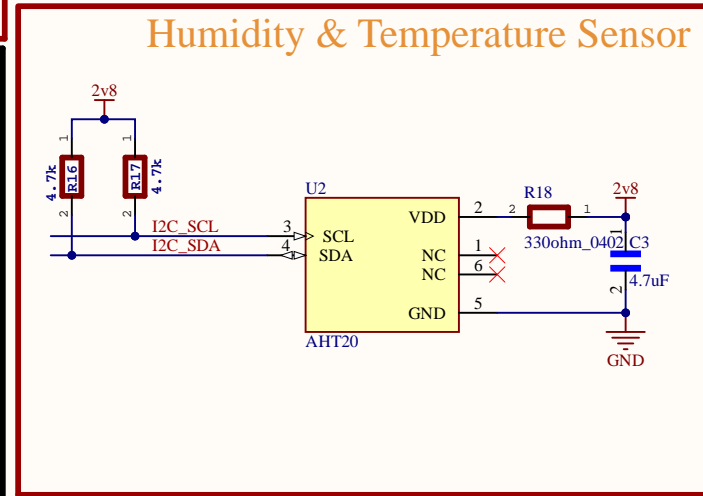 Humidity & Temperature Sensor
2v8
1
1
4.7k
R16
R17
4.7k
2
2
I2C_SCL
I2C_SDA
3
4
U2
SCL
SDA
VDD
NC
NC
GND
AHT20
2
1
6
5
R18
2
1
330ohm_0402
2v8
1
C3
4.7uF
2
GND